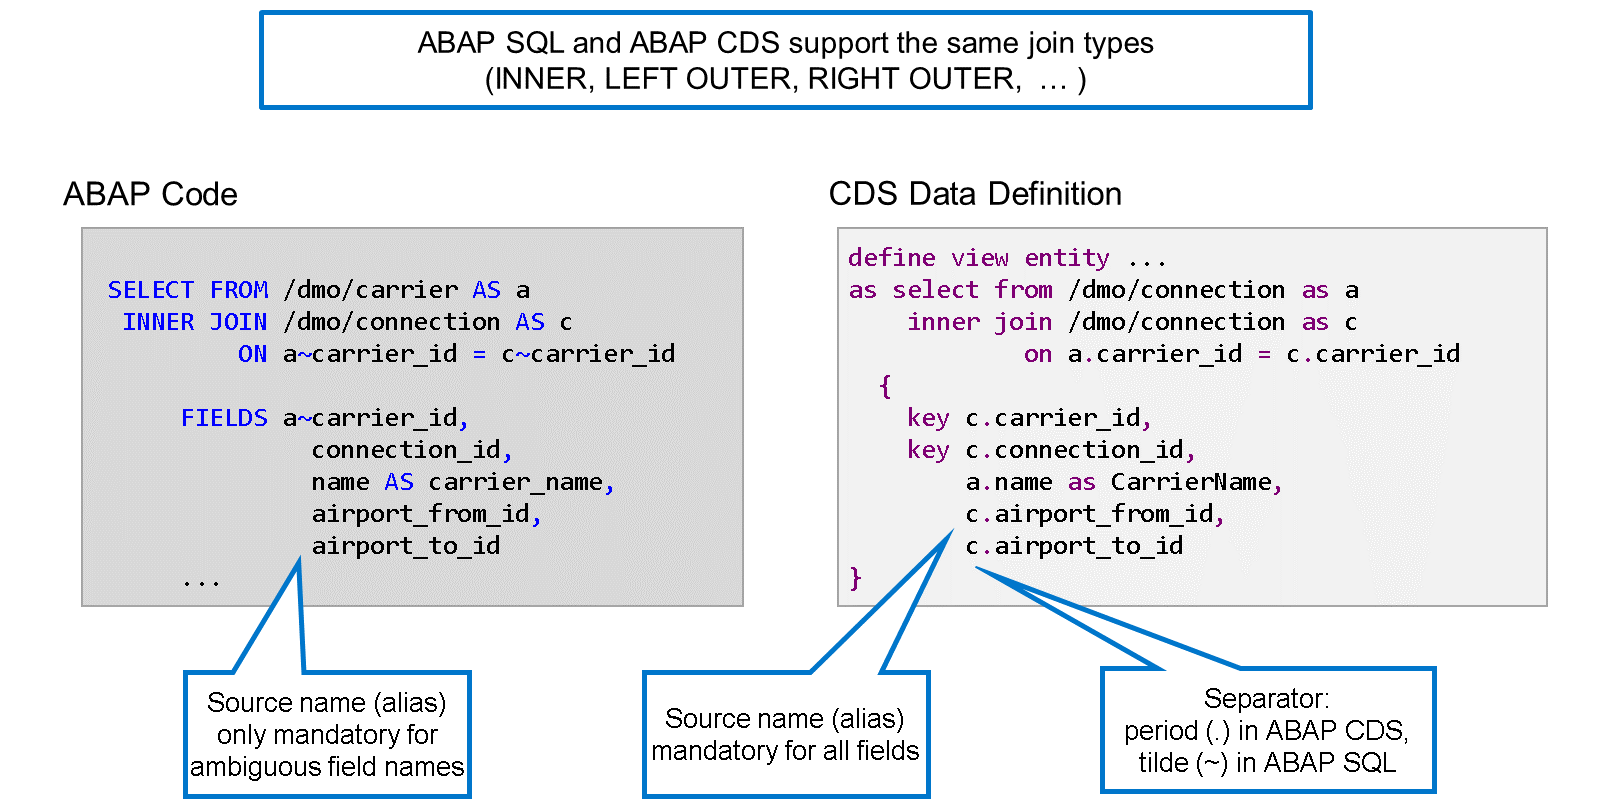 ABAP SQL and ABAP CDS support the same join types
(INNER, LEFT OUTER, RIGHT OUTER, … )
ABAP Code
SELECT FROM /dmo/carrier AS a
INNER JOIN /dmo/connection AS c
ON a~carrier_id = c~carrier_id
FIELDS a~carrier_id,
connection_id,
name AS carrier_name,
airport_from_id,
airport_to_id
...
Source name (alias)
only mandatory for
ambiguous field names
CDS Data Definition
define view entity ...
as select from /dmo/connection as a
inner join /dmo/connection as c
on a.carrier_id = c.carrier_id
{
key c.carrier_id,
key c.connection_id,
a.name as CarrierName,
c.airport_from_id,
c.airport_to_id
}
Source name (alias)
mandatory for all fields
Separator:
period (.) in ABAP CDS,
tilde (~) in ABAP SQL